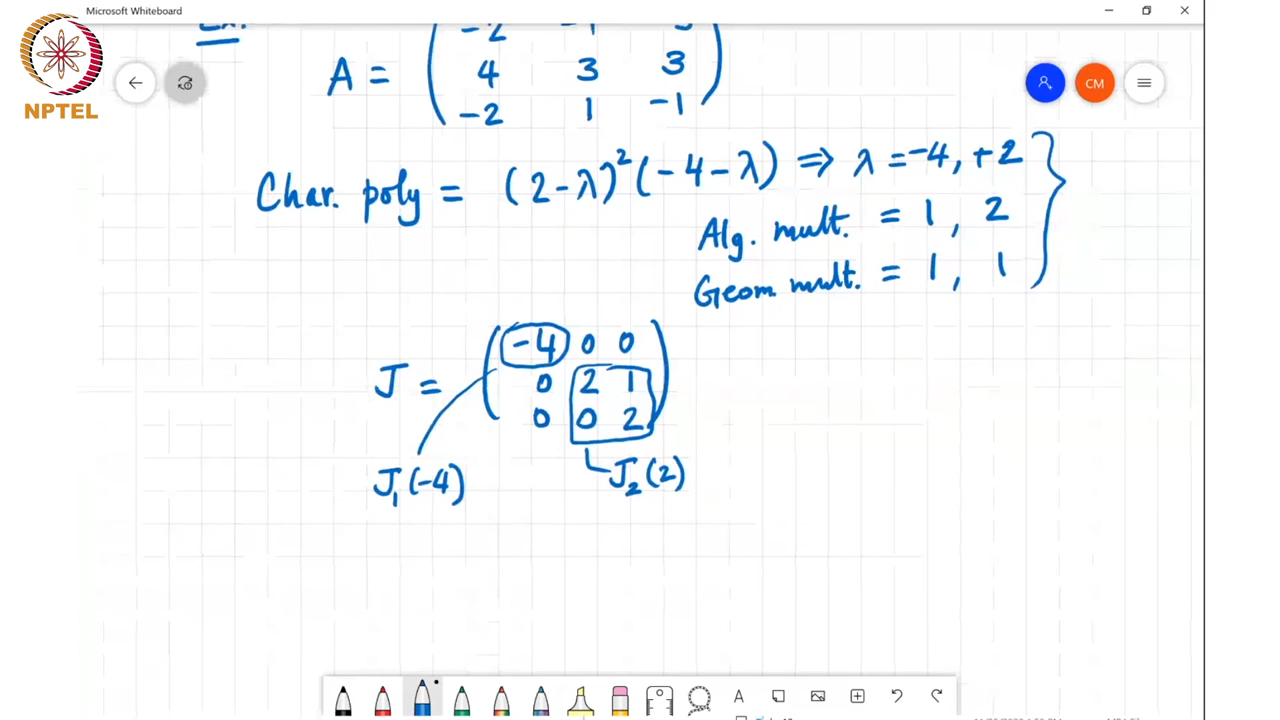 Microsoft Whiteboard
NPTEL
CM
A = ( -2 -1
4 3 3
-2 1 -1 )
Char. poly = (2-λ)²(-4-λ) ⇒ λ = -4, +2
Alg. mult. = 1, 2
Geom mult. = 1, 1
J = ( -4 0 0
0 2 1
0 0 2 )
J₁(-4)
J₂(2)
A